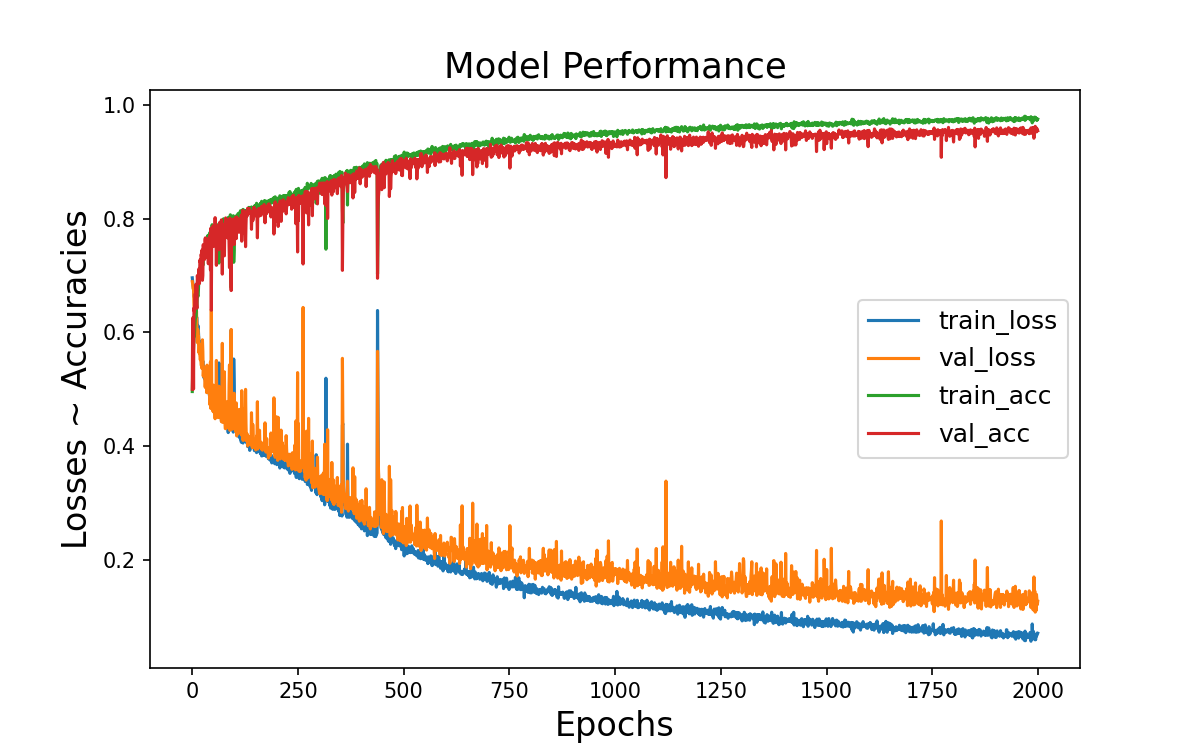 Model Performance
Losses ~ Accuracies
1.0
0.8
0.6
0.4
0.2
train_loss
val_loss
train_acc
val_acc
0 250 500 750 1000 1250 1500 1750 2000
Epochs